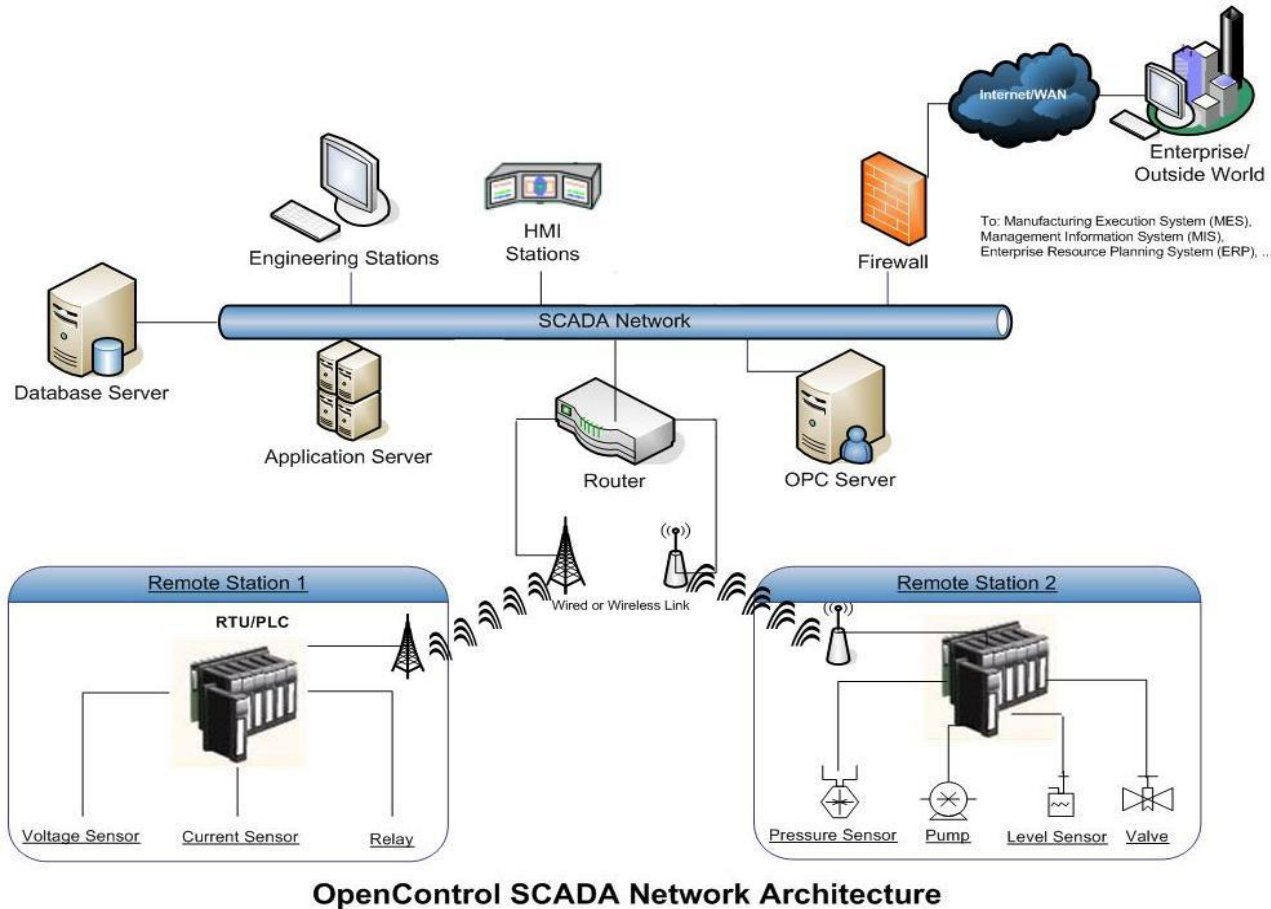 Internet/WAN
Enterprise/
Outside World
To: Manufacturing Execution System (MES),
Management Information System (MIS),
Enterprise Resource Planning System (ERP), ..
Engineering Stations
HMI
Stations
Firewall
SCADA Network
Database Server
Application Server
Router
OPC Server
Remote Station 1
RTU/PLC
Voltage Sensor
Current Sensor
Relay
Wired or Wireless Link
Remote Station 2
Pressure Sensor
Pump
Level Sensor
Valve
OpenControl SCADA Network Architecture